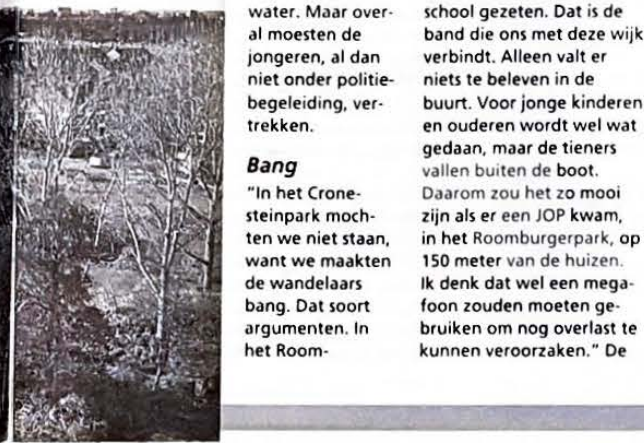 water. Maar over-
al moesten de
jongeren, al dan
niet onder politie-
begeleiding, ver-
trekken.
Bang
"In het Crone-
steinpark moch-
ten we niet staan,
want we maakten
de wandelaars
bang. Dat soort
argumenten. In
het Room-
school gezeten. Dat is de
band die ons met deze wijk
verbindt. Alleen valt er
niets te beleven in de
buurt. Voor jonge kinderen
en ouderen wordt wel wat
gedaan, maar de tieners
vallen buiten de boot.
Daarom zou het zo mooi
zijn als er een JOP kwam,
in het Roomburgerpark, op
150 meter van de huizen.
Ik denk dat wel een mega-
foon zouden moeten ge-
bruiken om nog overlast te
kunnen veroorzaken." De